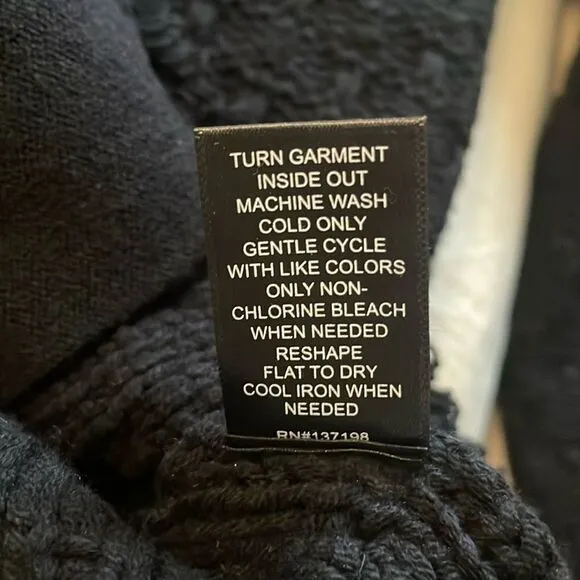 TURN GARMENT
INSIDE OUT
MACHINE WASH
COLD ONLY
GENTLE CYCLE
WITH LIKE COLORS
ONLY NON-
CHLORINE BLEACH
WHEN NEEDED
RESHAPE
FLAT TO DRY
COOL IRON WHEN
NEEDED
RN#137198